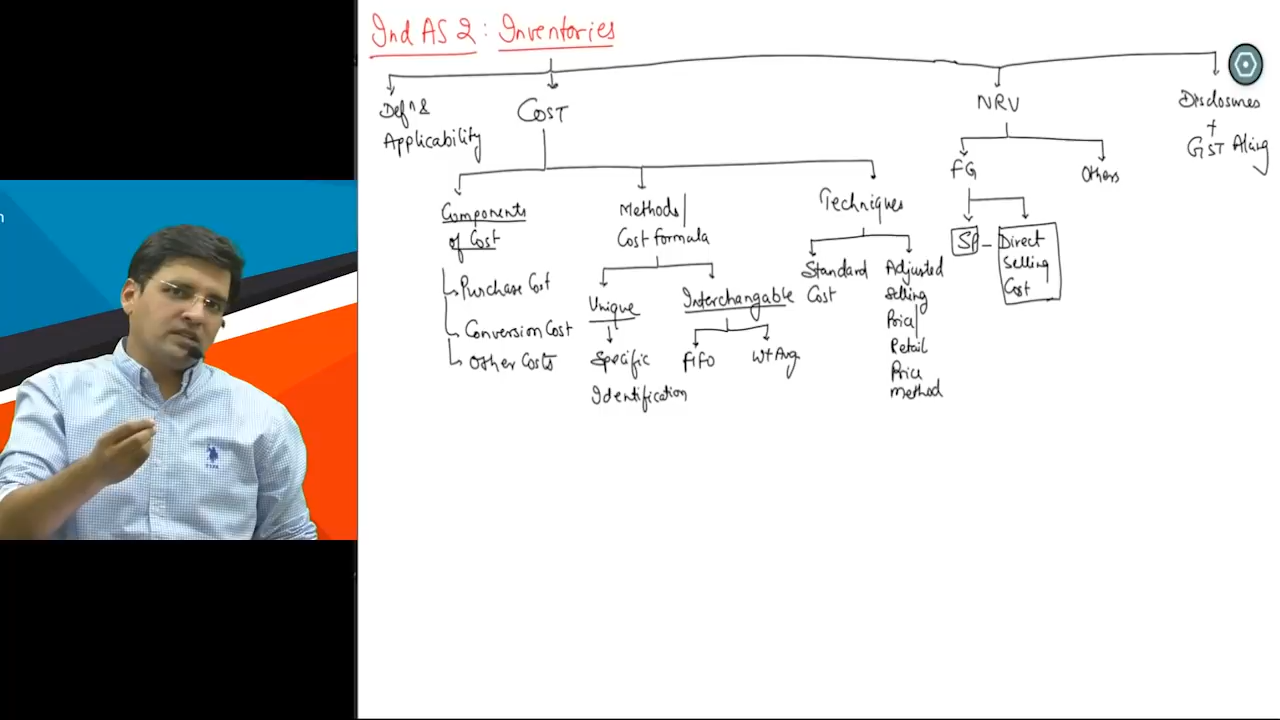 Ind AS 2 : Inventories
Defⁿ &
Applicability
COST
NRV
Disclosures
+
GST Aling
FG
Others
Components
of Cost
Purchase Cost
Conversion Cost
Other Costs
Methods|
Cost formula
Unique
Specific
Identification
Interchangable
FIFO
Wt Avg
Techniques
Standard
Cost
Adjusted
Selling
Price|
Retail
Price
method
SP – Direct
Selling
Cost
n